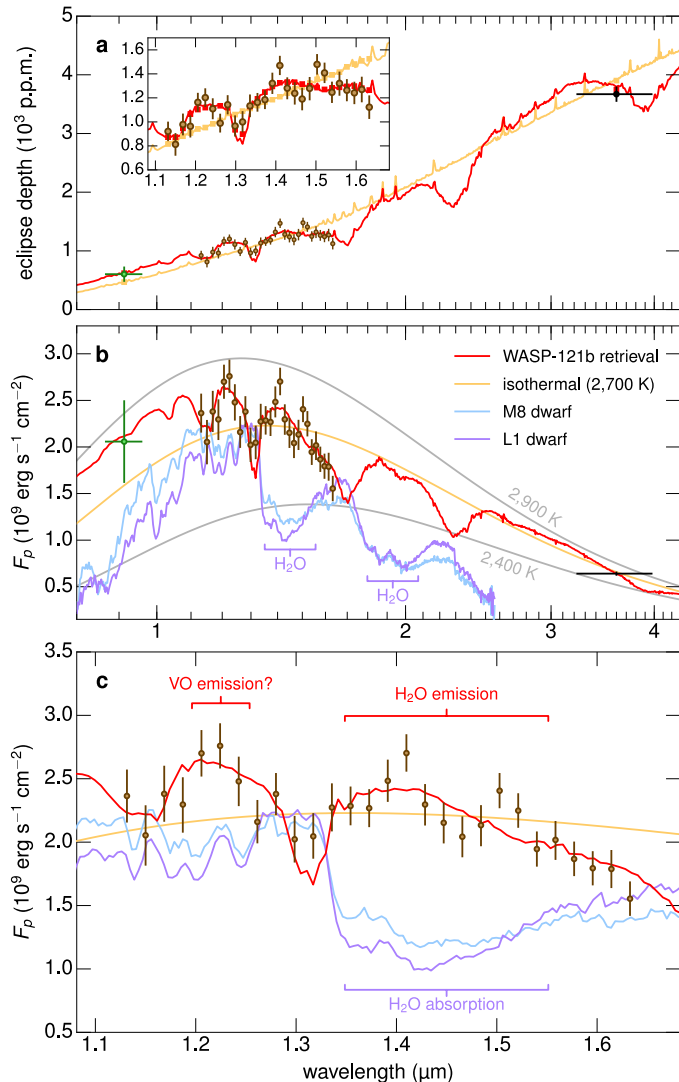 a
eclipse depth (10³ p.p.m.)
0
1
2
3
4
5
6
0.6
0.8
1.0
1.2
1.4
1.6
1.1 1.2 1.3 1.4 1.5 1.6
b
Fₚ (10⁹ erg s⁻¹ cm⁻²)
3.0
2.5
2.0
1.5
1.0
0.5
WASP-121b retrieval
isothermal (2,700 K)
M8 dwarf
L1 dwarf
2,900 K
2,400 K
H₂O
H₂O
1 2 3 4
c
Fₚ (10⁹ erg s⁻¹ cm⁻²)
3.5
3.0
2.5
2.0
1.5
1.0
0.5
VO emission?
H₂O emission
H₂O absorption
1.1 1.2 1.3 1.4 1.5 1.6
wavelength (μm)